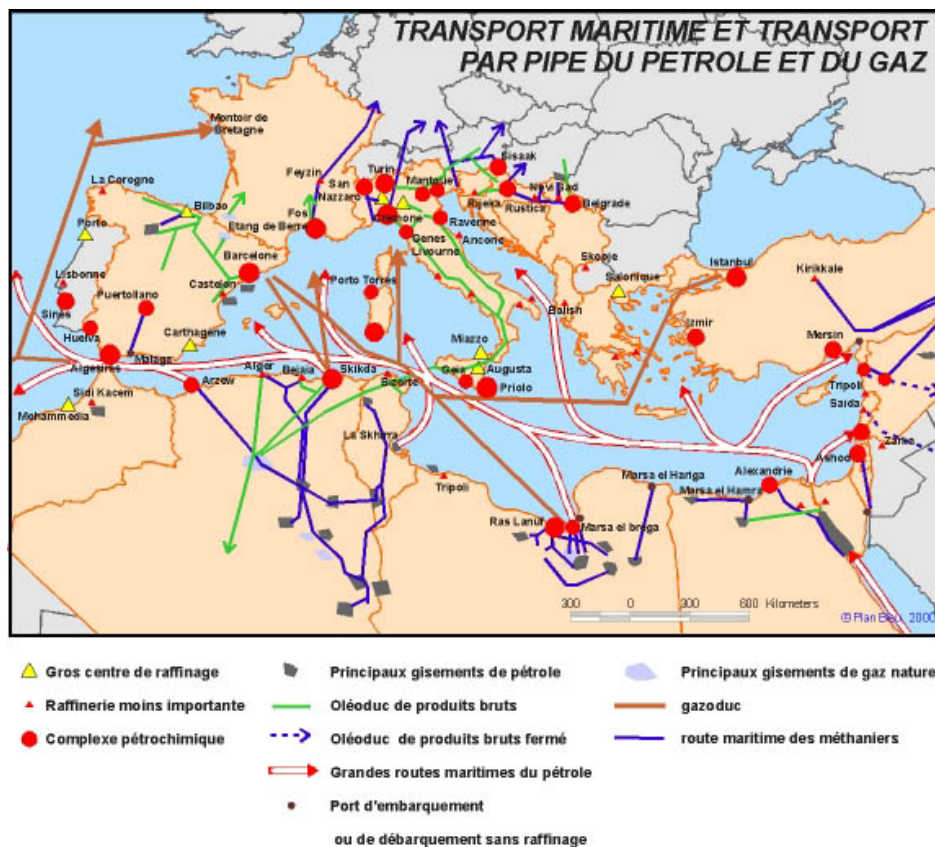 TRANSPORT MARITIME ET TRANSPORT
PAR PIPE DU PETROLE ET DU GAZ
Montoir de
Bretagne
La Corogne
Bilbao
Porto
Lisbonne
Sines
Huelva
Puertollano
Algesires
Malaga
Carthagène
Castelon
Barcelone
Feyzin
Fos
Etang de Berre
San
Nazzaro
Turin
Mantoue
Cremone
Genes
Livourne
Ravenne
Ancone
Sisaak
Rijeka
Rustica
Novi Sad
Belgrade
Skopje
Salonique
Balish
Istanbul
Kirikkale
Izmir
Mersin
Porto Torres
Miazzo
Augusta
Gela
Priolo
Tripoli
Saïda
Zarka
Ashod
Sidi Kacem
Mohammedia
Arzew
Alger
Bejaia
Skikda
Bizerte
La Skhirra
Tripoli
Ras Lanuf
Marsa el brega
Marsa el Hariga
Marsa el Hamra
Alexandrie
300 0 300 600 Kilometers
© Plan Bleu, 2000
Gros centre de raffinage
Principaux gisements de pétrole
Principaux gisements de gaz nature
Raffinerie moins importante
Oléoduc de produits bruts
gazoduc
Complexe pétrochimique
Oléoduc de produits bruts fermé
route maritime des méthaniers
Grandes routes maritimes du pétrole
Port d'embarquement
ou de débarquement sans raffinage